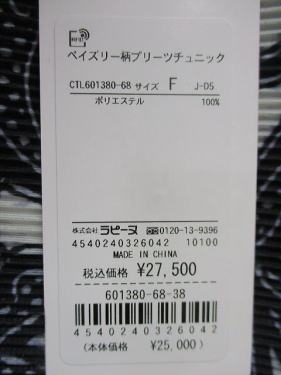 ペイズリー柄プリーツチュニック
CTL601380-68 サイズ F J-D5
ポリエステル 100%
株式会社 ラピーヌ 0120-13-9396
4540240326042 10100
MADE IN CHINA
税込価格 ¥27,500
601380-68-38
4540240326042
(本体価格 ¥25,000)